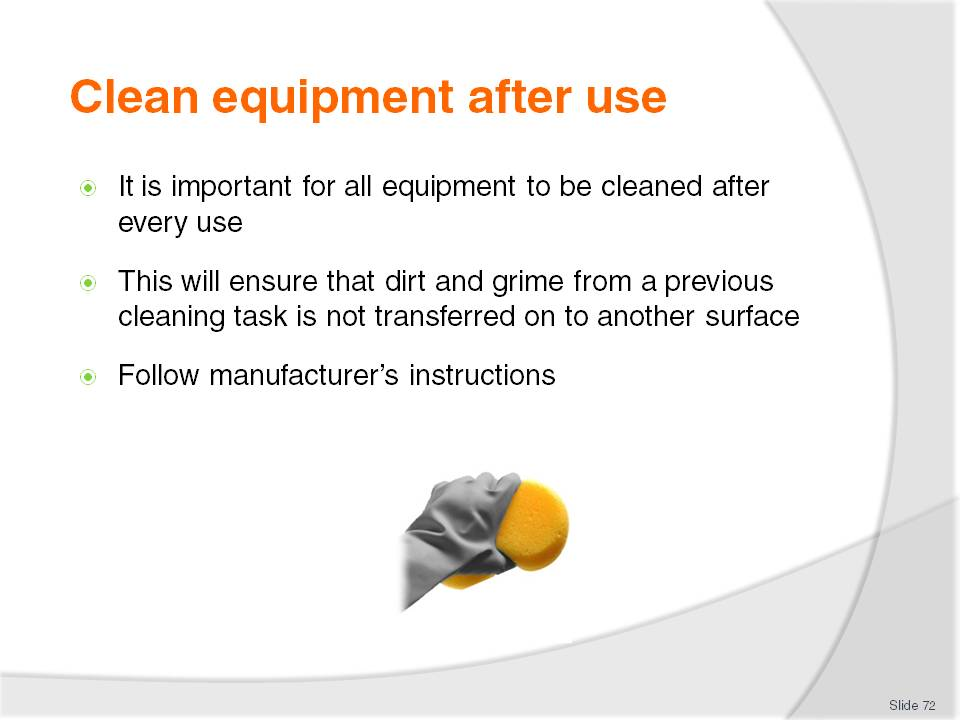 Clean equipment after use
It is important for all equipment to be cleaned after
every use
This will ensure that dirt and grime from a previous
cleaning task is not transferred on to another surface
Follow manufacturer’s instructions
Slide 72